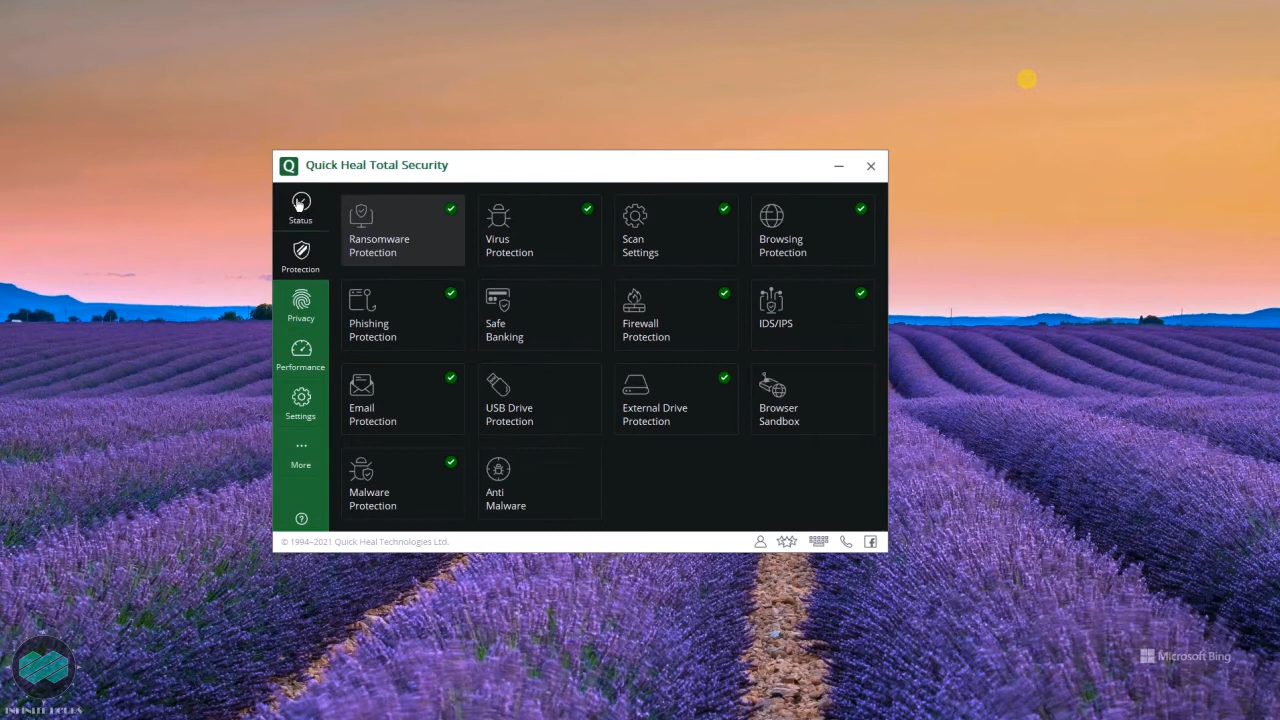 Quick Heal Total Security
Status
Protection
Privacy
Performance
Settings
More
Ransomware
Protection
Virus
Protection
Scan
Settings
Browsing
Protection
Phishing
Protection
Safe
Banking
Firewall
Protection
IDS/IPS
Email
Protection
USB Drive
Protection
External Drive
Protection
Browser
Sandbox
Malware
Protection
Anti
Malware
© 1994–2021 Quick Heal Technologies Ltd.
Microsoft Bing